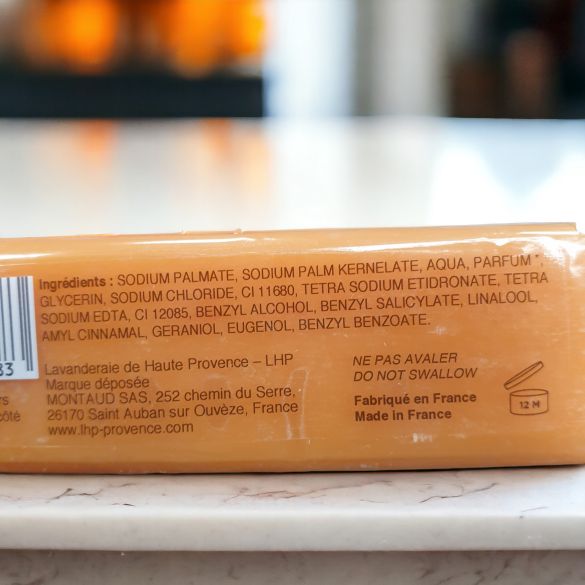 Ingrédients : SODIUM PALMATE, SODIUM PALM KERNELATE, AQUA, PARFUM*,
GLYCERIN, SODIUM CHLORIDE, CI 11680, TETRA SODIUM ETIDRONATE, TETRA
SODIUM EDTA, CI 12085, BENZYL ALCOHOL, BENZYL SALICYLATE, LINALOOL,
AMYL CINNAMAL, GERANIOL, EUGENOL, BENZYL BENZOATE.
33
Lavanderaie de Haute Provence – LHP
Marque déposée
MONTAUD SAS, 252 chemin du Serre,
26170 Saint Auban sur Ouvèze, France
www.lhp-provence.com
rs
côté
NE PAS AVALER
DO NOT SWALLOW
Fabriqué en France
Made in France
12 M